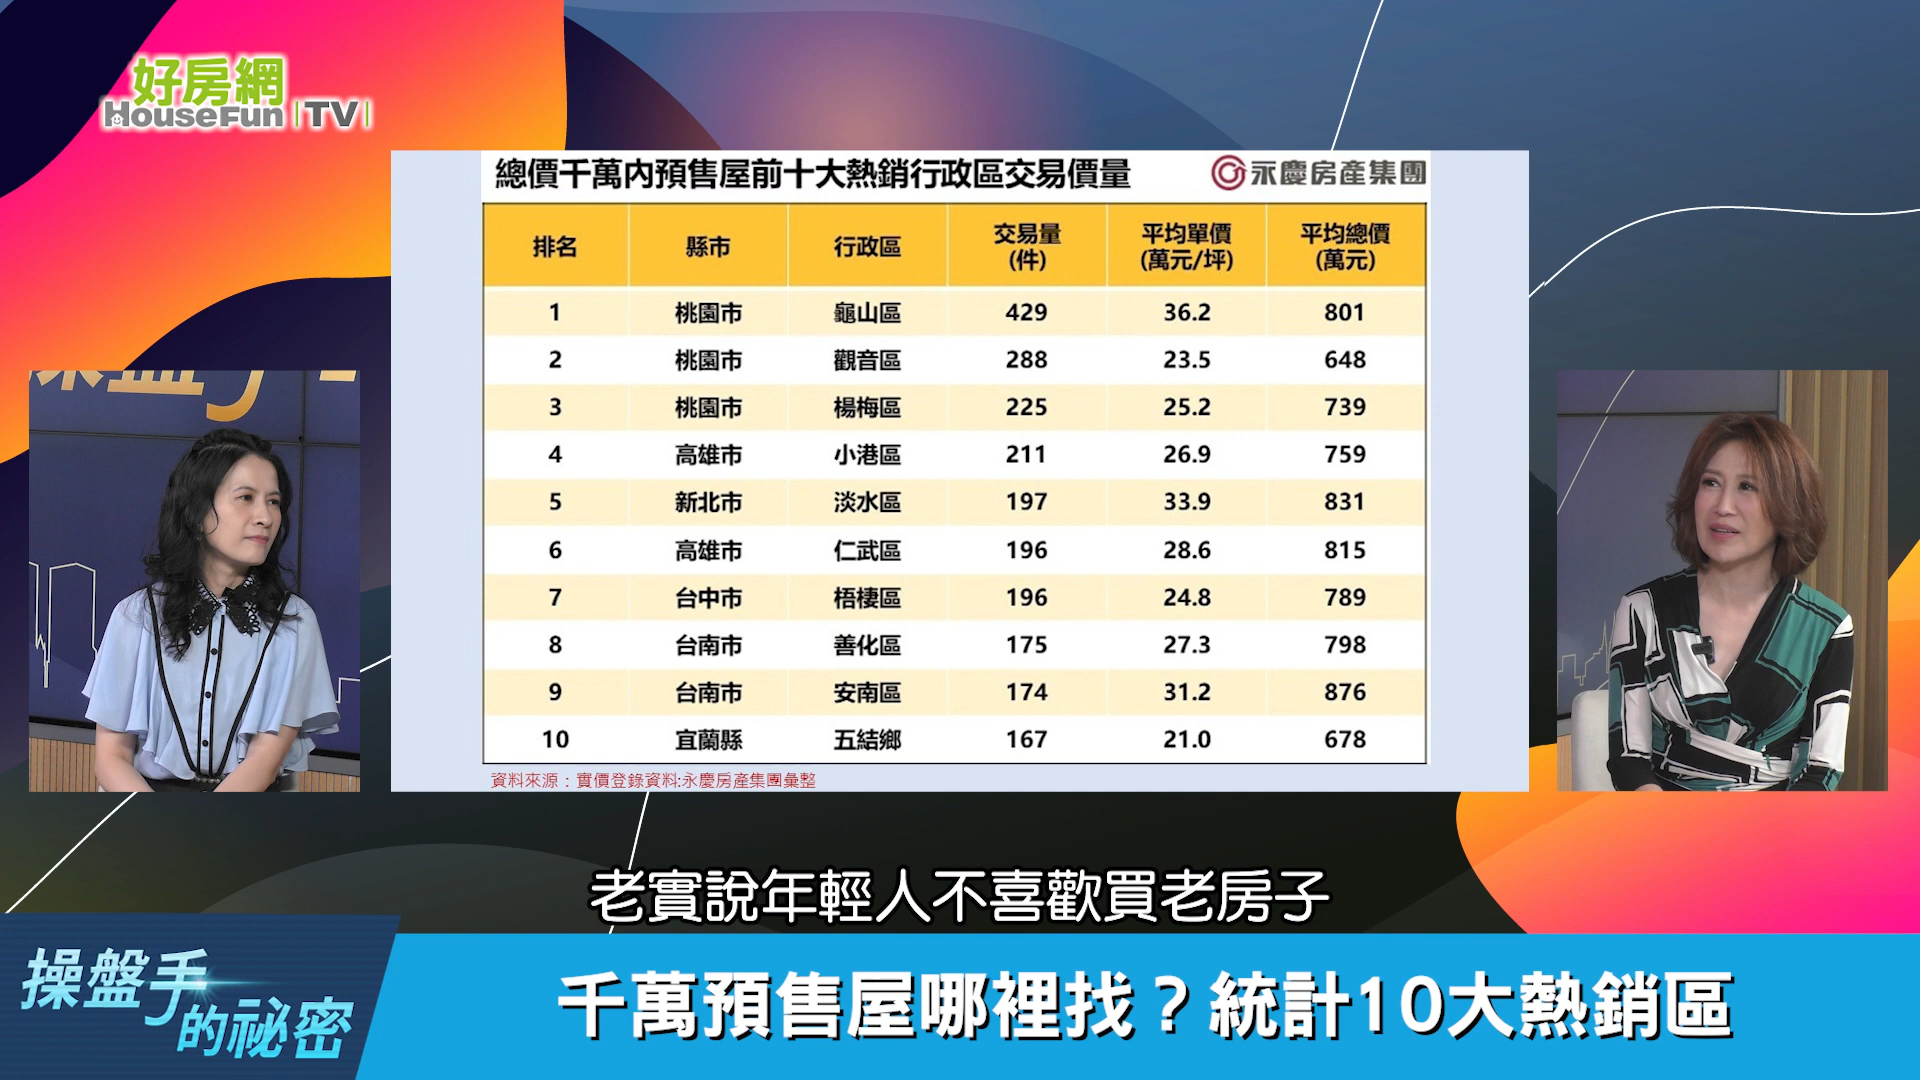 好房網
HouseFun TV
總價千萬內預售屋前十大熱銷行政區交易價量
永慶房產集團
排名 縣市 行政區 交易量(件) 平均單價(萬元/坪) 平均總價(萬元)
1 桃園市 龜山區 429 36.2 801
2 桃園市 觀音區 288 23.5 648
3 桃園市 楊梅區 225 25.2 739
4 高雄市 小港區 211 26.9 759
5 新北市 淡水區 197 33.9 831
6 高雄市 仁武區 196 28.6 815
7 台中市 梧棲區 196 24.8 789
8 台南市 善化區 175 27.3 798
9 台南市 安南區 174 31.2 876
10 宜蘭縣 五結鄉 167 21.0 678
資料來源：實價登錄資料:永慶房產集團彙整
老實說年輕人不喜歡買老房子
操盤手
的祕密
千萬預售屋哪裡找？統計10大熱銷區